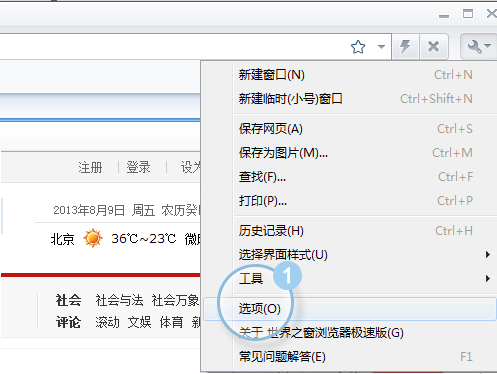 新建窗口(N) Ctrl+N
新建临时(小号)窗口 Ctrl+Shift+N
保存网页(A) Ctrl+S
保存为图片(M)... Ctrl+M
查找(F)... Ctrl+F
打印(P)... Ctrl+P
历史记录(H) Ctrl+H
选择界面样式(U)
工具
1
选项(O)
关于 世界之窗浏览器极速版(G)
常见问题解答(E) F1
注册 登录 设为
2013年8月9日 周五 农历癸
北京 36℃~23℃ 微
社会 社会与法 社会万象
评论 滚动 文娱 体育 新